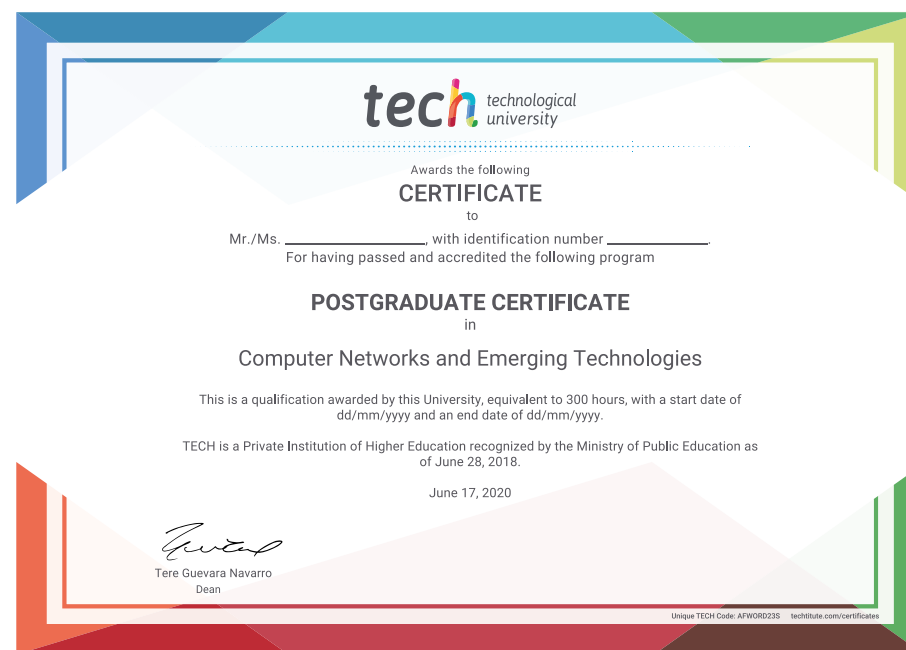 tech technological
university
Awards the following
CERTIFICATE
to
Mr./Ms. ____________, with identification number ____________.
For having passed and accredited the following program
POSTGRADUATE CERTIFICATE
in
Computer Networks and Emerging Technologies
This is a qualification awarded by this University, equivalent to 300 hours, with a start date of
dd/mm/yyyy and an end date of dd/mm/yyyy.
TECH is a Private Institution of Higher Education recognized by the Ministry of Public Education as
of June 28, 2018.
June 17, 2020
Tere Guevara Navarro
Dean
Unique TECH Code: AFWORD23S techtitute.com/certificates